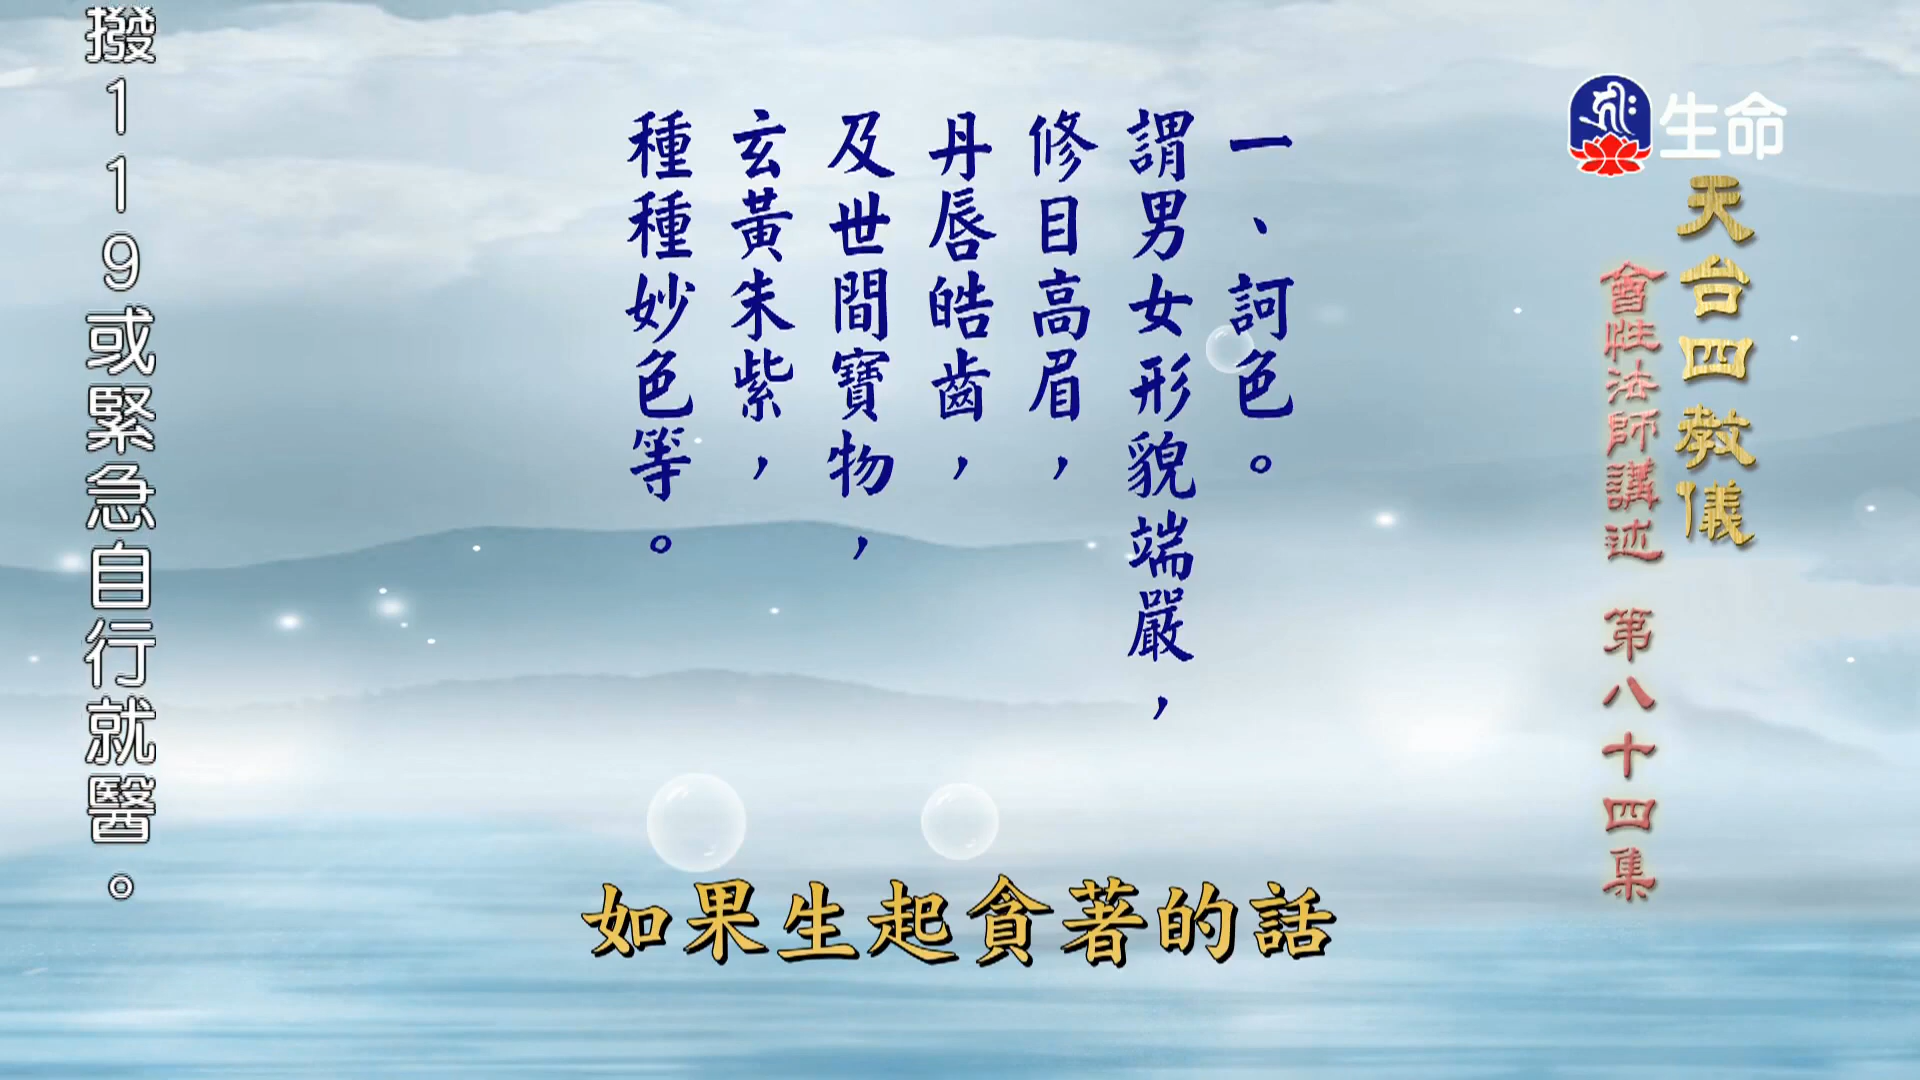 生命
天台四教儀
會性法師講述 第八十四集
一、訶色。
謂男女形貌端嚴，
修目高眉，
丹唇皓齒，
及世間寶物，
玄黃朱紫，
種種妙色等。
撥119或緊急自行就醫。
如果生起貪著的話